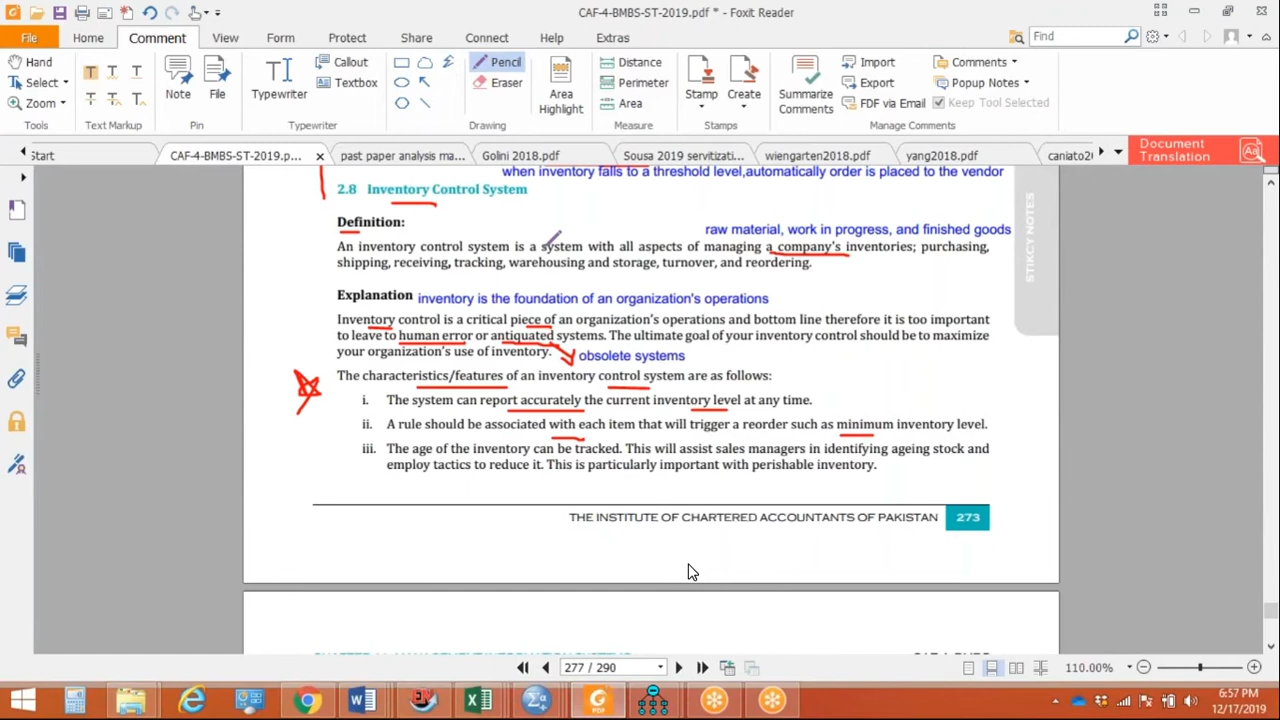 CAF-4-BMBS-ST-2019.pdf * - Foxit Reader
File Home Comment View Form Protect Share Connect Help Extras Find
Hand
Select
Zoom
Tools
Text Markup
Note File
Pin
Typewriter
Callout
Textbox
Typewriter
Pencil
Eraser
Area Highlight
Drawing
Distance
Perimeter
Area
Measure
Stamp Create
Stamps
Summarize Comments
Import
Export
FDF via Email
Comments
Popup Notes
Keep Tool Selected
Manage Comments
Start CAF-4-BMBS-ST-2019.p... × past paper analysis ma... Golini 2018.pdf Sousa 2019 servitizati... wiengarten2018.pdf yang2018.pdf caniato2
Document Translation
when inventory falls to a threshold level,automatically order is placed to the vendor
2.8 Inventory Control System
Definition:
raw material, work in progress, and finished goods
An inventory control system is a system with all aspects of managing a company's inventories; purchasing,
shipping, receiving, tracking, warehousing and storage, turnover, and reordering.
Explanation inventory is the foundation of an organization's operations
Inventory control is a critical piece of an organization's operations and bottom line therefore it is too important
to leave to human error or antiquated systems. The ultimate goal of your inventory control should be to maximize
your organization's use of inventory. obsolete systems
The characteristics/features of an inventory control system are as follows:
i. The system can report accurately the current inventory level at any time.
ii. A rule should be associated with each item that will trigger a reorder such as minimum inventory level.
iii. The age of the inventory can be tracked. This will assist sales managers in identifying ageing stock and
employ tactics to reduce it. This is particularly important with perishable inventory.
STICKY NOTES
THE INSTITUTE OF CHARTERED ACCOUNTANTS OF PAKISTAN 273
277 / 290 110.00%
6:57 PM
12/17/2019